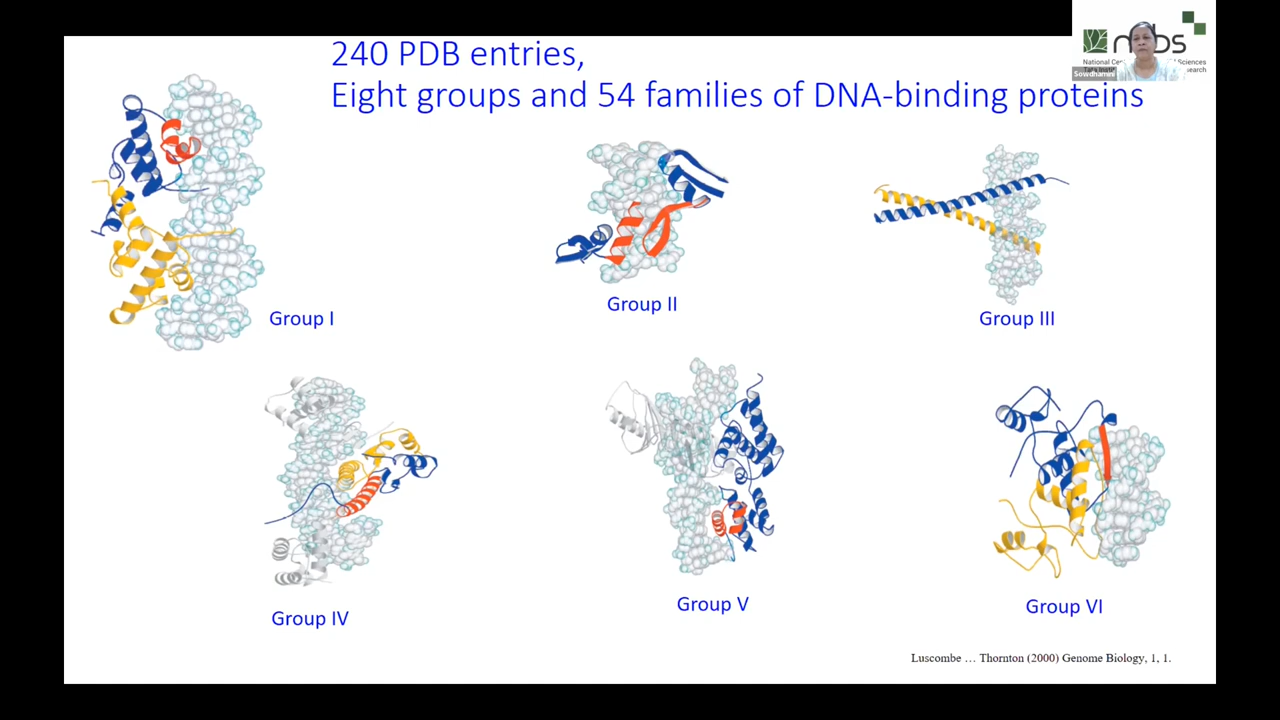 240 PDB entries,
Eight groups and 54 families of DNA-binding proteins
Sowdhamini
Group I
Group II
Group III
Group IV
Group V
Group VI
Luscombe … Thornton (2000) Genome Biology, 1, 1.